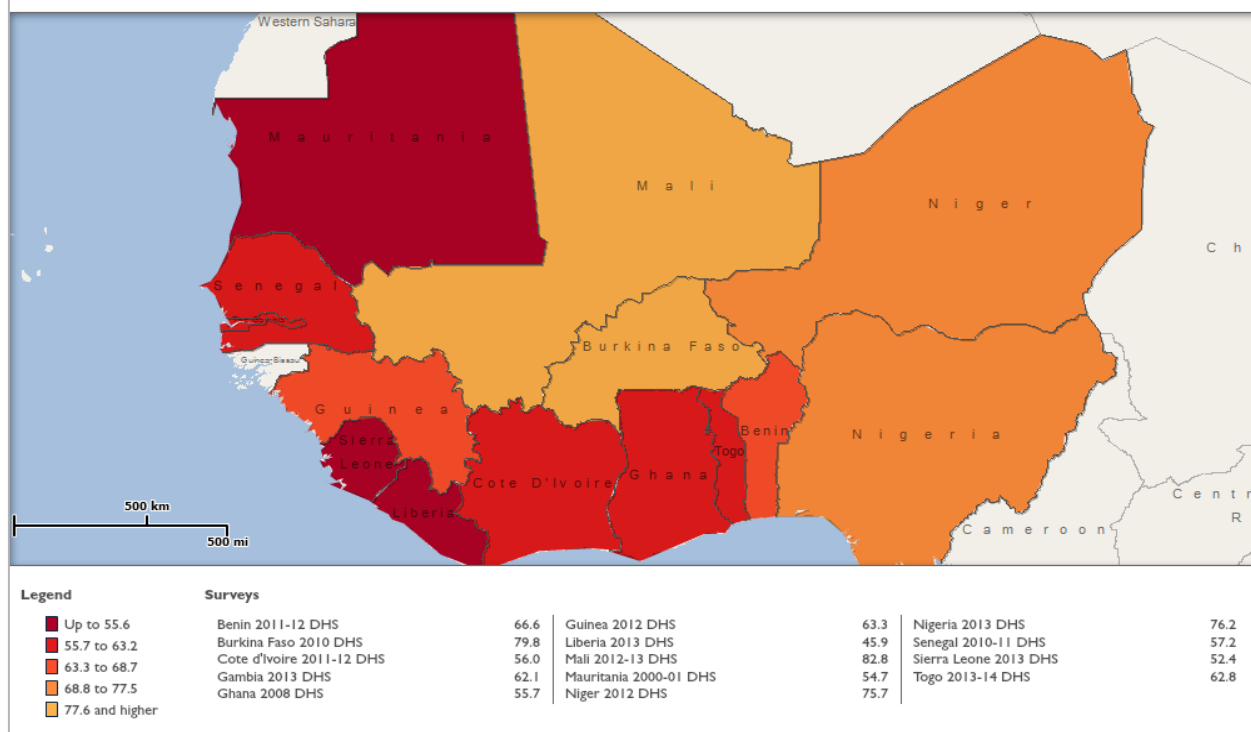 Western Sahara
Mauritania
Mali
Niger
Ch
Senegal
Burkina Faso
Guinea-Bissau
Guinea
Benin
Nigeria
Sierra
Leone
Togo
Ghana
Cote D'Ivoire
Liberia
Centr
R
Cameroon
500 km
500 mi
Legend
Up to 55.6
55.7 to 63.2
63.3 to 68.7
68.8 to 77.5
77.6 and higher
Surveys
Benin 2011-12 DHS 66.6
Burkina Faso 2010 DHS 79.8
Cote d'Ivoire 2011-12 DHS 56.0
Gambia 2013 DHS 62.1
Ghana 2008 DHS 55.7
Guinea 2012 DHS 63.3
Liberia 2013 DHS 45.9
Mali 2012-13 DHS 82.8
Mauritania 2000-01 DHS 54.7
Niger 2012 DHS 75.7
Nigeria 2013 DHS 76.2
Senegal 2010-11 DHS 57.2
Sierra Leone 2013 DHS 52.4
Togo 2013-14 DHS 62.8